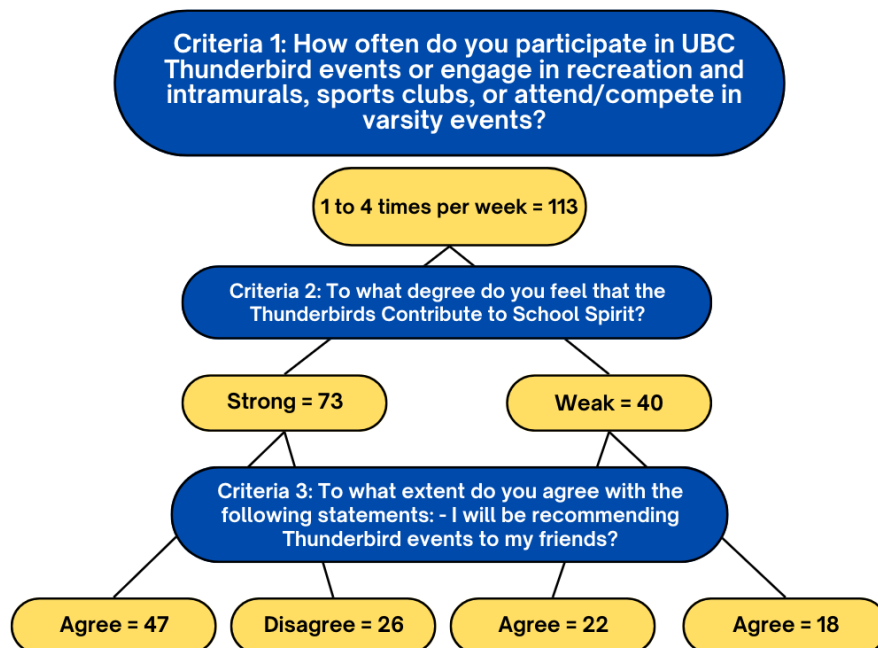 Criteria 1: How often do you participate in UBC
Thunderbird events or engage in recreation and
intramurals, sports clubs, or attend/compete in
varsity events?
1 to 4 times per week = 113
Criteria 2: To what degree do you feel that the
Thunderbirds Contribute to School Spirit?
Strong = 73
Weak = 40
Criteria 3: To what extent do you agree with the
following statements: - I will be recommending
Thunderbird events to my friends?
Agree = 47
Disagree = 26
Agree = 22
Agree = 18